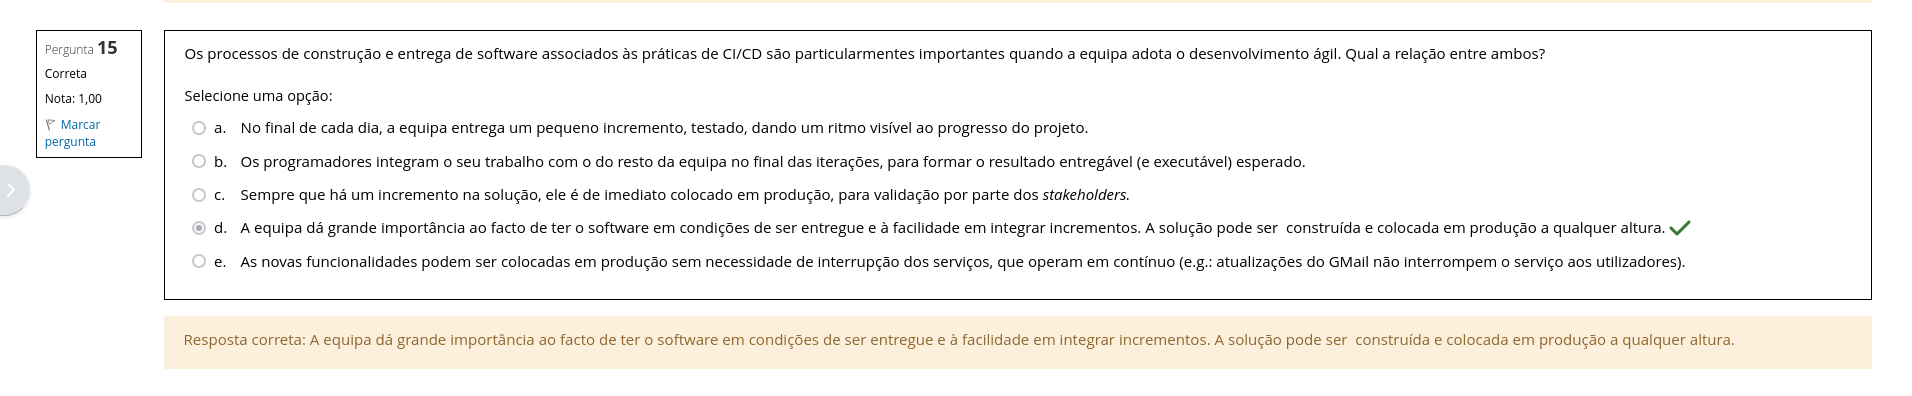 Pergunta 15
Correta
Nota: 1,00
Marcar
pergunta
Os processos de construção e entrega de software associados às práticas de CI/CD são particularmentes importantes quando a equipa adota o desenvolvimento ágil. Qual a relação entre ambos?
Selecione uma opção:
a. No final de cada dia, a equipa entrega um pequeno incremento, testado, dando um ritmo visível ao progresso do projeto.
b. Os programadores integram o seu trabalho com o do resto da equipa no final das iterações, para formar o resultado entregável (e executável) esperado.
c. Sempre que há um incremento na solução, ele é de imediato colocado em produção, para validação por parte dos stakeholders.
d. A equipa dá grande importância ao facto de ter o software em condições de ser entregue e à facilidade em integrar incrementos. A solução pode ser  construída e colocada em produção a qualquer altura.
e. As novas funcionalidades podem ser colocadas em produção sem necessidade de interrupção dos serviços, que operam em contínuo (e.g.: atualizações do GMail não interrompem o serviço aos utilizadores).
Resposta correta: A equipa dá grande importância ao facto de ter o software em condições de ser entregue e à facilidade em integrar incrementos. A solução pode ser  construída e colocada em produção a qualquer altura.